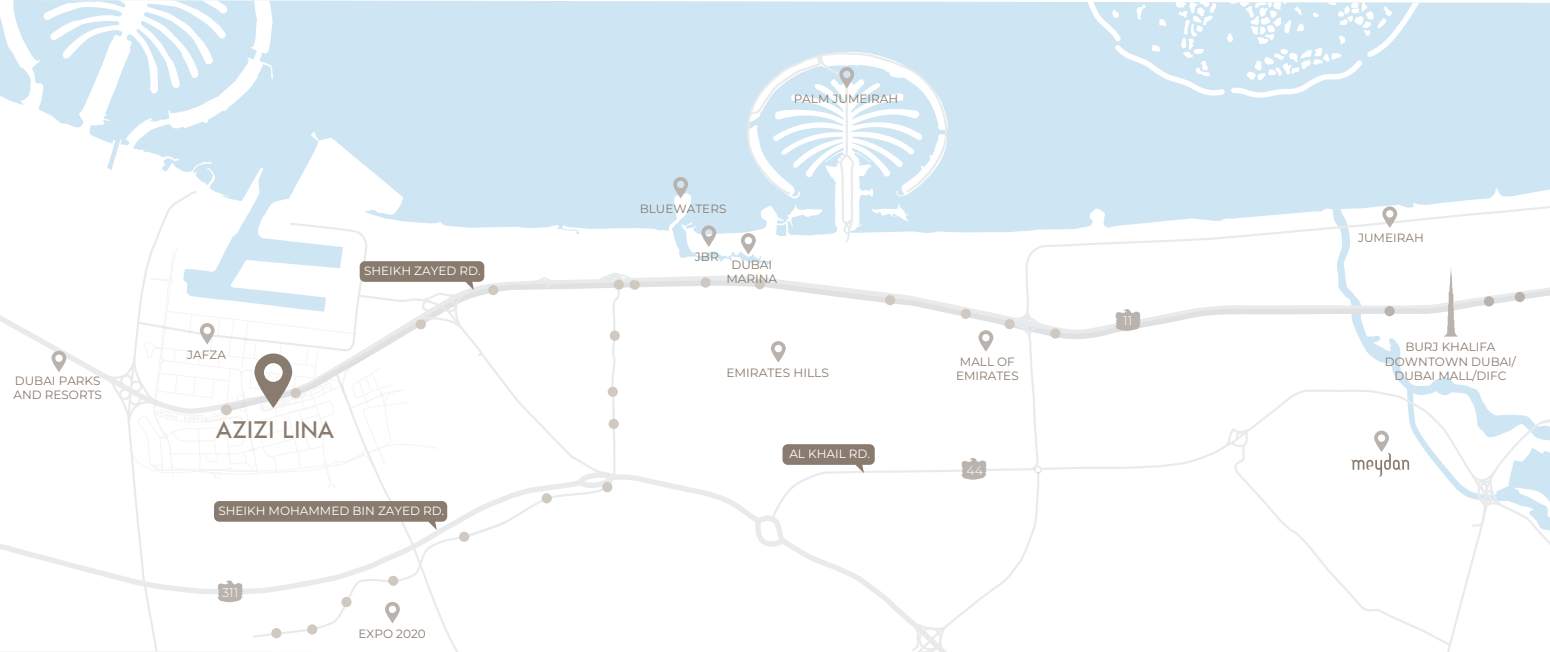 PALM JUMEIRAH
BLUEWATERS
JUMEIRAH
JBR
DUBAI
MARINA
SHEIKH ZAYED RD.
11
JAFZA
BURJ KHALIFA
DOWNTOWN DUBAI/
DUBAI MALL/DIFC
MALL OF
EMIRATES
EMIRATES HILLS
DUBAI PARKS
AND RESORTS
AZIZI LINA
AL KHAIL RD.
44
meydan
SHEIKH MOHAMMED BIN ZAYED RD.
311
EXPO 2020